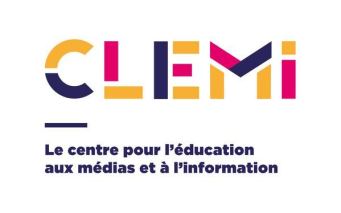 CLEMi
Le centre pour l'éducation
aux médias et à l'information